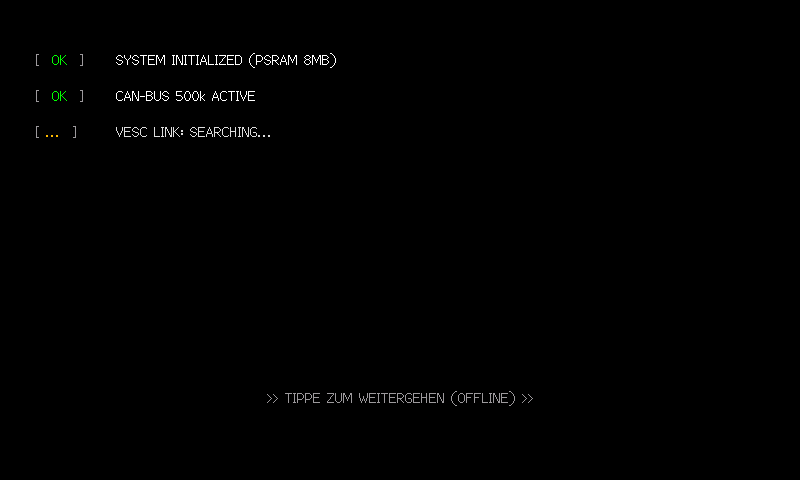 [ OK ] SYSTEM INITIALIZED (PSRAM 8MB)
[ OK ] CAN-BUS 500k ACTIVE
[... ] VESC LINK: SEARCHING...
>> TIPPE ZUM WEITERGEHEN (OFFLINE) >>